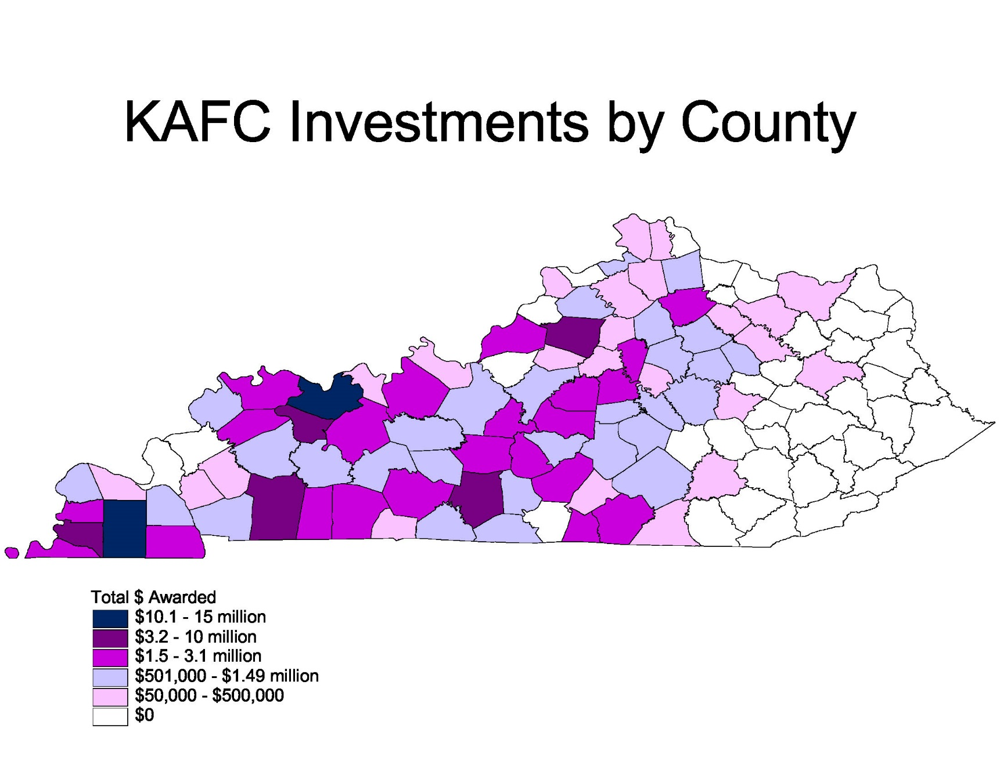 KAFC Investments by County
Total $ Awarded
$10.1 - 15 million
$3.2 - 10 million
$1.5 - 3.1 million
$501,000 - $1.49 million
$50,000 - $500,000
$0